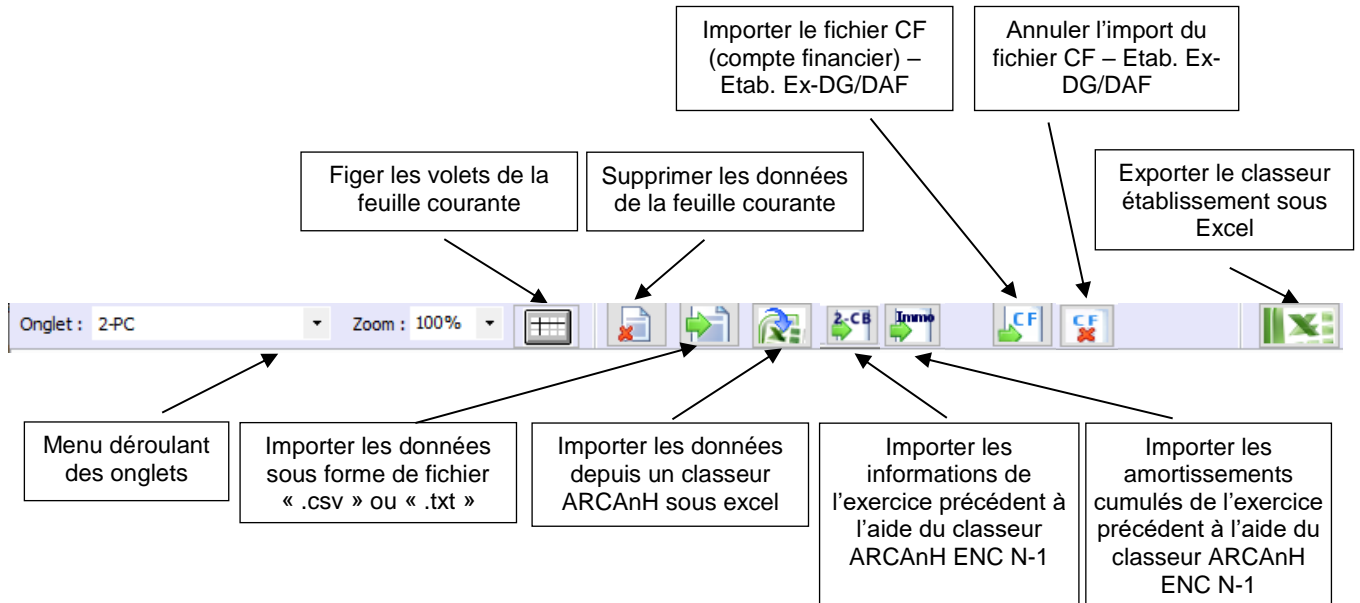 Importer le fichier CF
(compte financier) –
Etab. Ex-DG/DAF
Annuler l’import du
fichier CF – Etab. Ex-
DG/DAF
Figer les volets de la
feuille courante
Supprimer les données
de la feuille courante
Exporter le classeur
établissement sous
Excel
Onglet : 2-PC Zoom : 100% 2-CB Immo CF CF
Menu déroulant
des onglets
Importer les données
sous forme de fichier
« .csv » ou « .txt »
Importer les données
depuis un classeur
ARCAnH sous excel
Importer les
informations de
l’exercice précédent à
l’aide du classeur
ARCAnH ENC N-1
Importer les
amortissements
cumulés de l’exercice
précédent à l’aide du
classeur ARCAnH
ENC N-1